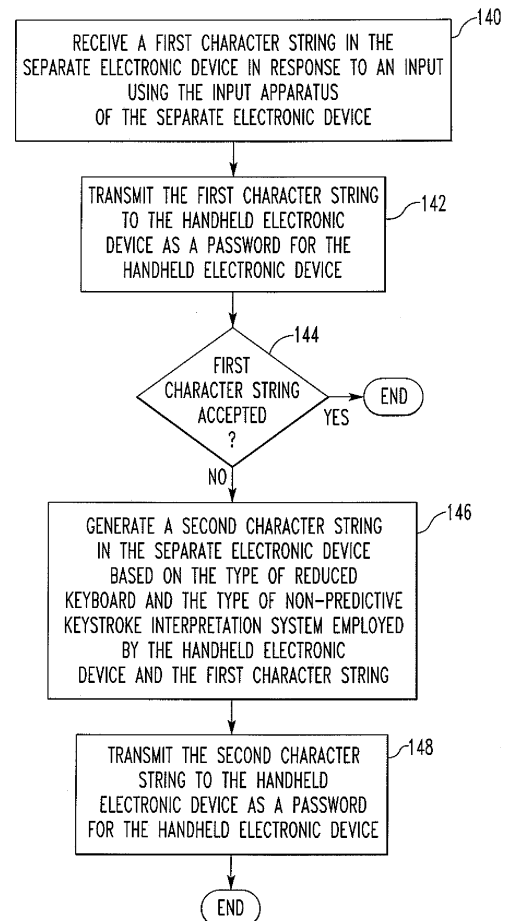 140
RECEIVE A FIRST CHARACTER STRING IN THE
SEPARATE ELECTRONIC DEVICE IN RESPONSE TO AN INPUT
USING THE INPUT APPARATUS
OF THE SEPARATE ELECTRONIC DEVICE
142
TRANSMIT THE FIRST CHARACTER STRING
TO THE HANDHELD ELECTRONIC
DEVICE AS A PASSWORD FOR THE
HANDHELD ELECTRONIC DEVICE
144
FIRST
CHARACTER STRING
ACCEPTED
?
YES
END
NO
146
GENERATE A SECOND CHARACTER STRING
IN THE SEPARATE ELECTRONIC DEVICE
BASED ON THE TYPE OF REDUCED
KEYBOARD AND THE TYPE OF NON-PREDICTIVE
KEYSTROKE INTERPRETATION SYSTEM EMPLOYED
BY THE HANDHELD ELECTRONIC
DEVICE AND THE FIRST CHARACTER STRING
148
TRANSMIT THE SECOND CHARACTER
STRING TO THE HANDHELD
ELECTRONIC DEVICE AS A PASSWORD
FOR THE HANDHELD ELECTRONIC DEVICE
END